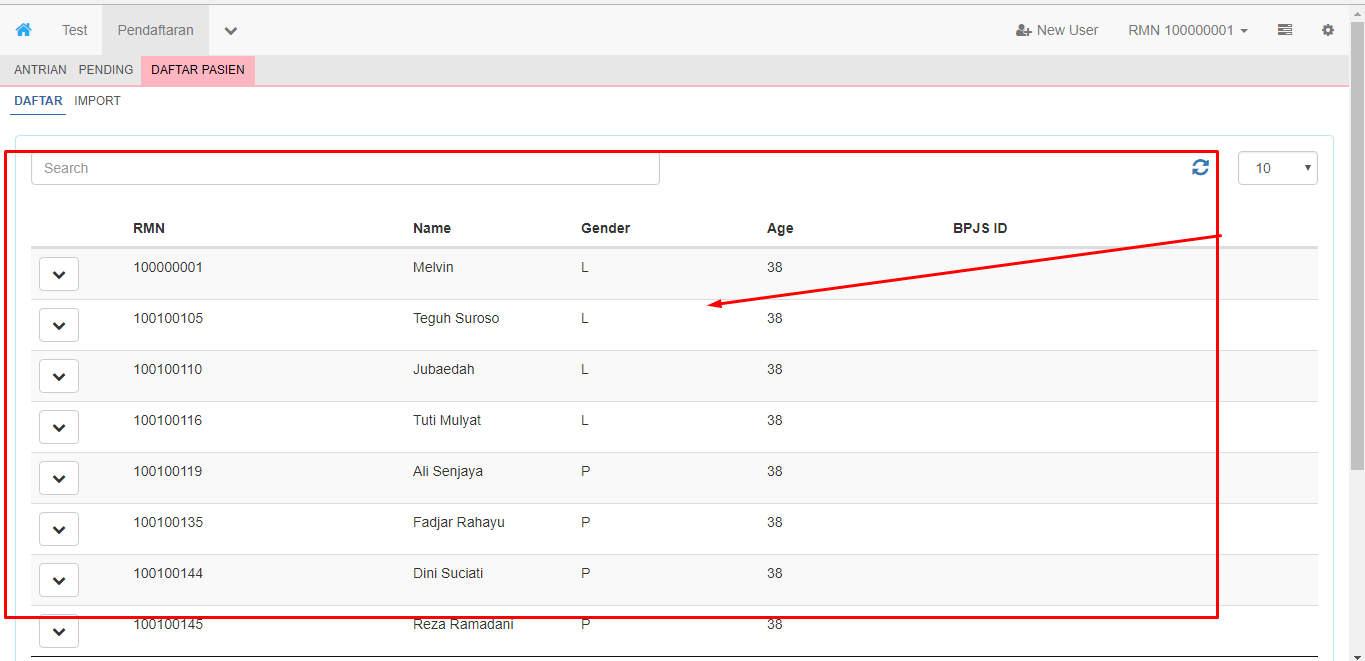 Test Pendaftaran New User RMN 100000001
ANTRIAN PENDING DAFTAR PASIEN
DAFTAR IMPORT
Search 10
RMN Name Gender Age BPJS ID
100000001 Melvin L 38
100100105 Teguh Suroso L 38
100100110 Jubaedah L 38
100100116 Tuti Mulyat L 38
100100119 Ali Senjaya P 38
100100135 Fadjar Rahayu P 38
100100144 Dini Suciati P 38
100100145 Reza Ramadani P 38